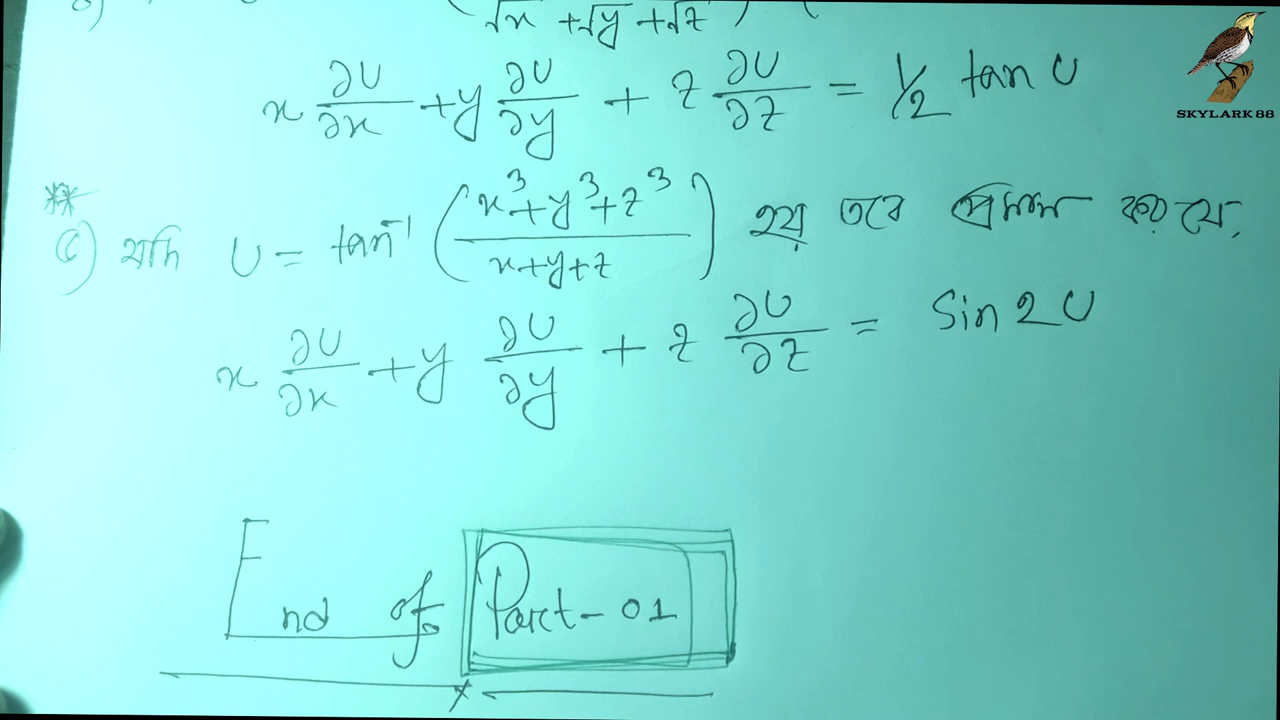 √x + √y + √z
x ∂U/∂x + y ∂U/∂y + z ∂U/∂z = 1/2 tan U
**
৫) যদি U = tan⁻¹ ( (x³+y³+z³) / (x+y+z) ) হয় তবে প্রমাণ কর যে,
x ∂U/∂x + y ∂U/∂y + z ∂U/∂z = Sin 2U
End of Part-01
SKYLARK 88